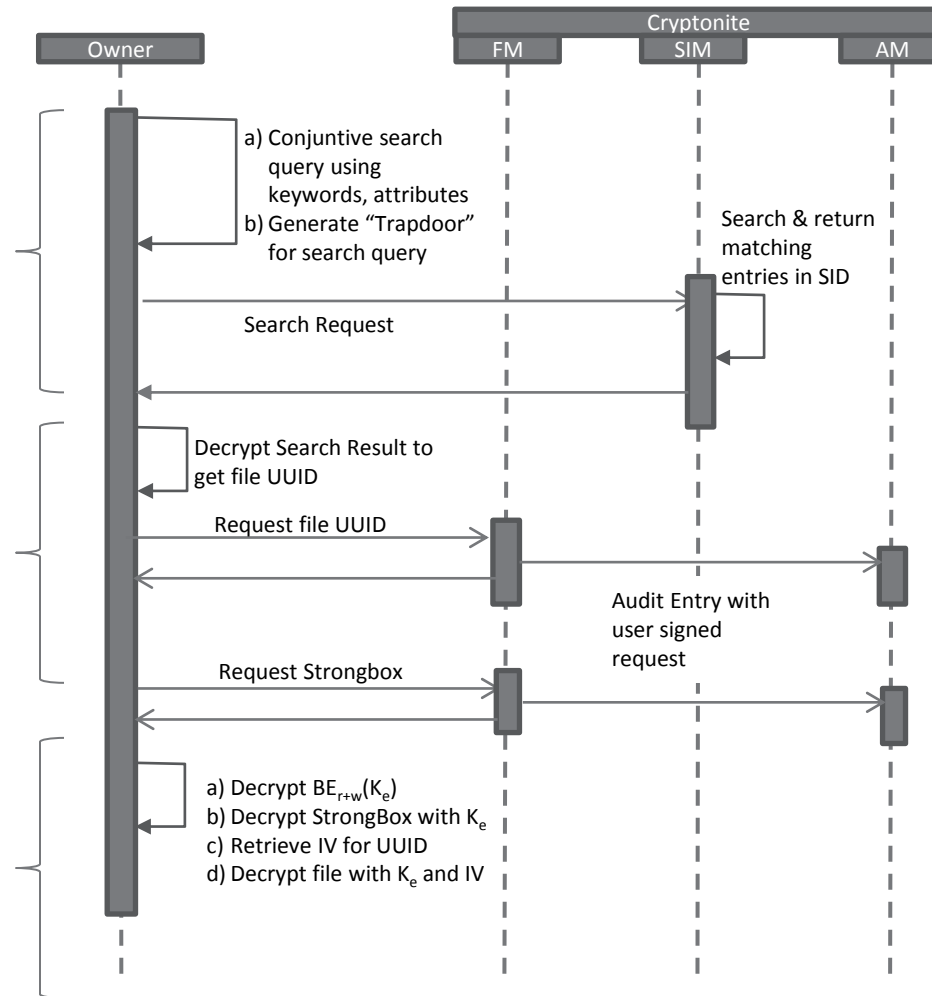 Cryptonite
Owner
FM
SIM
AM
a) Conjuntive search
query using
keywords, attributes
b) Generate “Trapdoor”
for search query
Search & return
matching
entries in SID
Search Request
Decrypt Search Result to
get file UUID
Request file UUID
Audit Entry with
user signed
request
Request Strongbox
a) Decrypt BEr+w(Ke)
b) Decrypt StrongBox with Ke
c) Retrieve IV for UUID
d) Decrypt file with Ke and IV